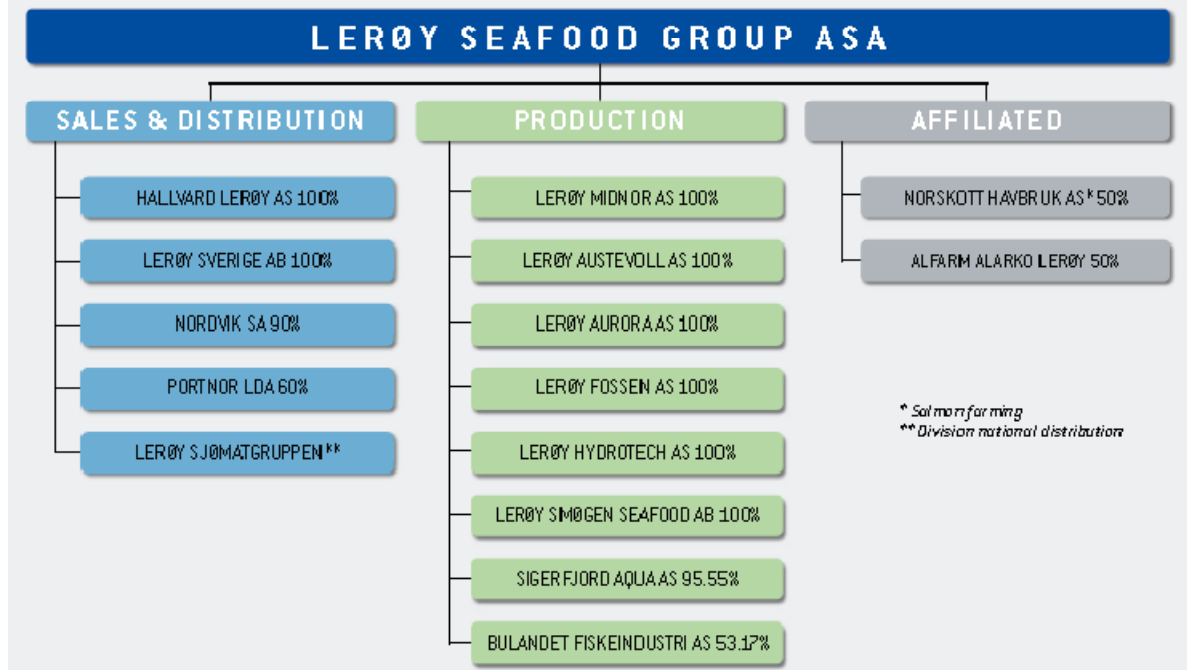 LERØY SEAFOOD GROUP ASA
SALES & DISTRIBUTION
HALLVARD LERØY AS 100%
LERØY SVERIGE AB 100%
NORDVIK SA 90%
PORTNOR LDA 60%
LERØY SJØMATGRUPPEN**
PRODUCTION
LERØY MIDNOR AS 100%
LERØY AUSTEVOLL AS 100%
LERØY AURORA AS 100%
LERØY FOSSEN AS 100%
LERØY HYDROTECH AS 100%
LERØY SMØGEN SEAFOOD AB 100%
SIGERFJORD AQUA AS 95.55%
BULANDET FISKEINDUSTRI AS 53.17%
AFFILIATED
NORSKOTT HAVBRUK AS* 50%
ALFARM ALARKO LERØY 50%
* Salmon farming
** Division national distribution